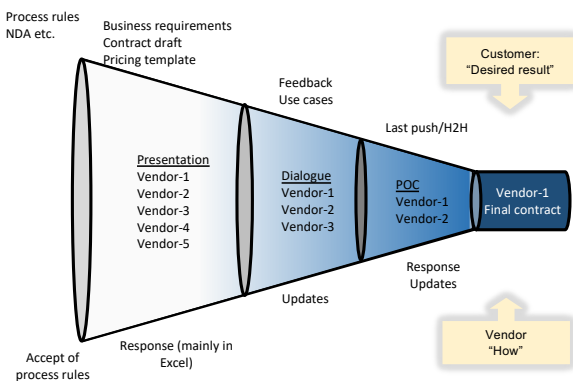 Process rules
NDA etc.
Business requirements
Contract draft
Pricing template
Feedback
Use cases
Last push/H2H
Customer:
“Desired result”
Presentation
Vendor-1
Vendor-2
Vendor-3
Vendor-4
Vendor-5
Dialogue
Vendor-1
Vendor-2
Vendor-3
POC
Vendor-1
Vendor-2
Vendor-1
Final contract
Accept of
process rules
Response (mainly in
Excel)
Updates
Response
Updates
Vendor
“How”